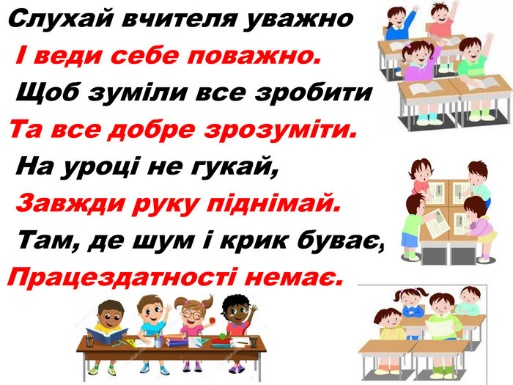 Слухай вчителя уважно
І веди себе поважно.
Щоб зуміли все зробити
Та все добре зрозуміти.
На уроці не гукай,
Завжди руку піднімай.
Там, де шум і крик буває,
Працездатності немає.